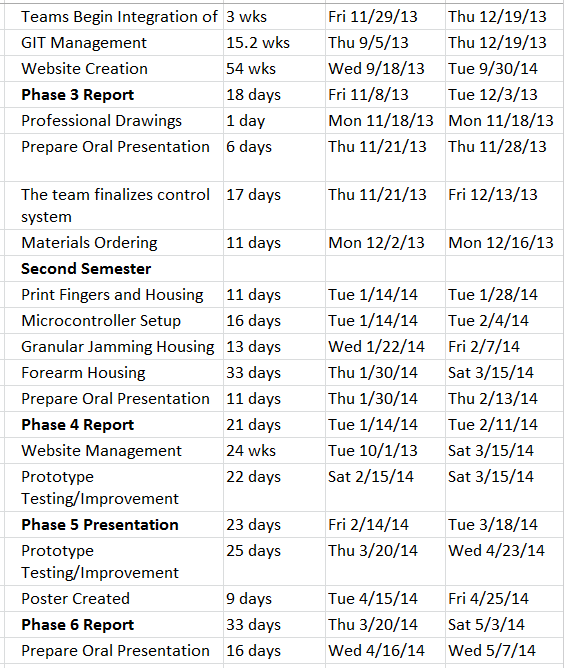 Teams Begin Integration of 3 wks Fri 11/29/13 Thu 12/19/13
GIT Management 15.2 wks Thu 9/5/13 Thu 12/19/13
Website Creation 54 wks Wed 9/18/13 Tue 9/30/14
Phase 3 Report 18 days Fri 11/8/13 Tue 12/3/13
Professional Drawings 1 day Mon 11/18/13 Mon 11/18/13
Prepare Oral Presentation 6 days Thu 11/21/13 Thu 11/28/13
The team finalizes control 17 days Thu 11/21/13 Fri 12/13/13
system
Materials Ordering 11 days Mon 12/2/13 Mon 12/16/13
Second Semester
Print Fingers and Housing 11 days Tue 1/14/14 Tue 1/28/14
Microcontroller Setup 16 days Tue 1/14/14 Tue 2/4/14
Granular Jamming Housing 13 days Wed 1/22/14 Fri 2/7/14
Forearm Housing 33 days Thu 1/30/14 Sat 3/15/14
Prepare Oral Presentation 11 days Thu 1/30/14 Thu 2/13/14
Phase 4 Report 21 days Tue 1/14/14 Tue 2/11/14
Website Management 24 wks Tue 10/1/13 Sat 3/15/14
Prototype 22 days Sat 2/15/14 Sat 3/15/14
Testing/Improvement
Phase 5 Presentation 23 days Fri 2/14/14 Tue 3/18/14
Prototype 25 days Thu 3/20/14 Wed 4/23/14
Testing/Improvement
Poster Created 9 days Tue 4/15/14 Fri 4/25/14
Phase 6 Report 33 days Thu 3/20/14 Sat 5/3/14
Prepare Oral Presentation 16 days Wed 4/16/14 Wed 5/7/14